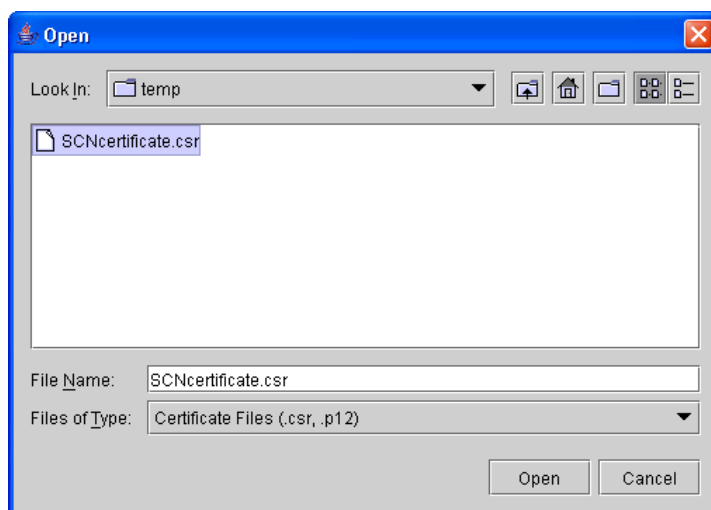 Open
Look In: temp
SCNcertificate.csr
File Name: SCNcertificate.csr
Files of Type: Certificate Files (.csr, .p12)
Open Cancel